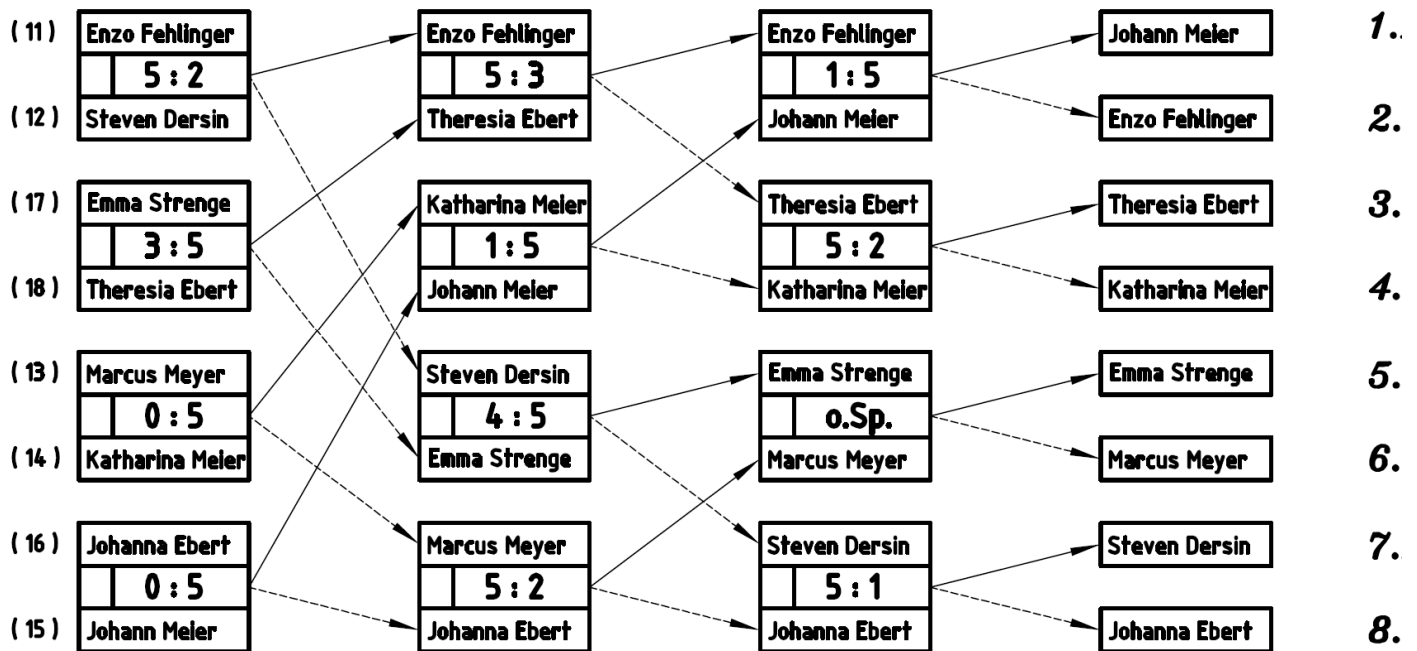 (11) Enzo Fehlinger Enzo Fehlinger Enzo Fehlinger Johann Meier 1.
5 : 2 5 : 3 1 : 5
(12) Steven Dersin Theresia Ebert Johann Meier Enzo Fehlinger 2.
(17) Emma Strenge Katharina Meier Theresia Ebert Theresia Ebert 3.
3 : 5 1 : 5 5 : 2
(18) Theresia Ebert Johann Meier Katharina Meier Katharina Meier 4.
(13) Marcus Meyer Steven Dersin Emma Strenge Emma Strenge 5.
0 : 5 4 : 5 o.Sp.
(14) Katharina Meier Emma Strenge Marcus Meyer Marcus Meyer 6.
(16) Johanna Ebert Marcus Meyer Steven Dersin Steven Dersin 7.
0 : 5 5 : 2 5 : 1
(15) Johann Meier Johanna Ebert Johanna Ebert Johanna Ebert 8.